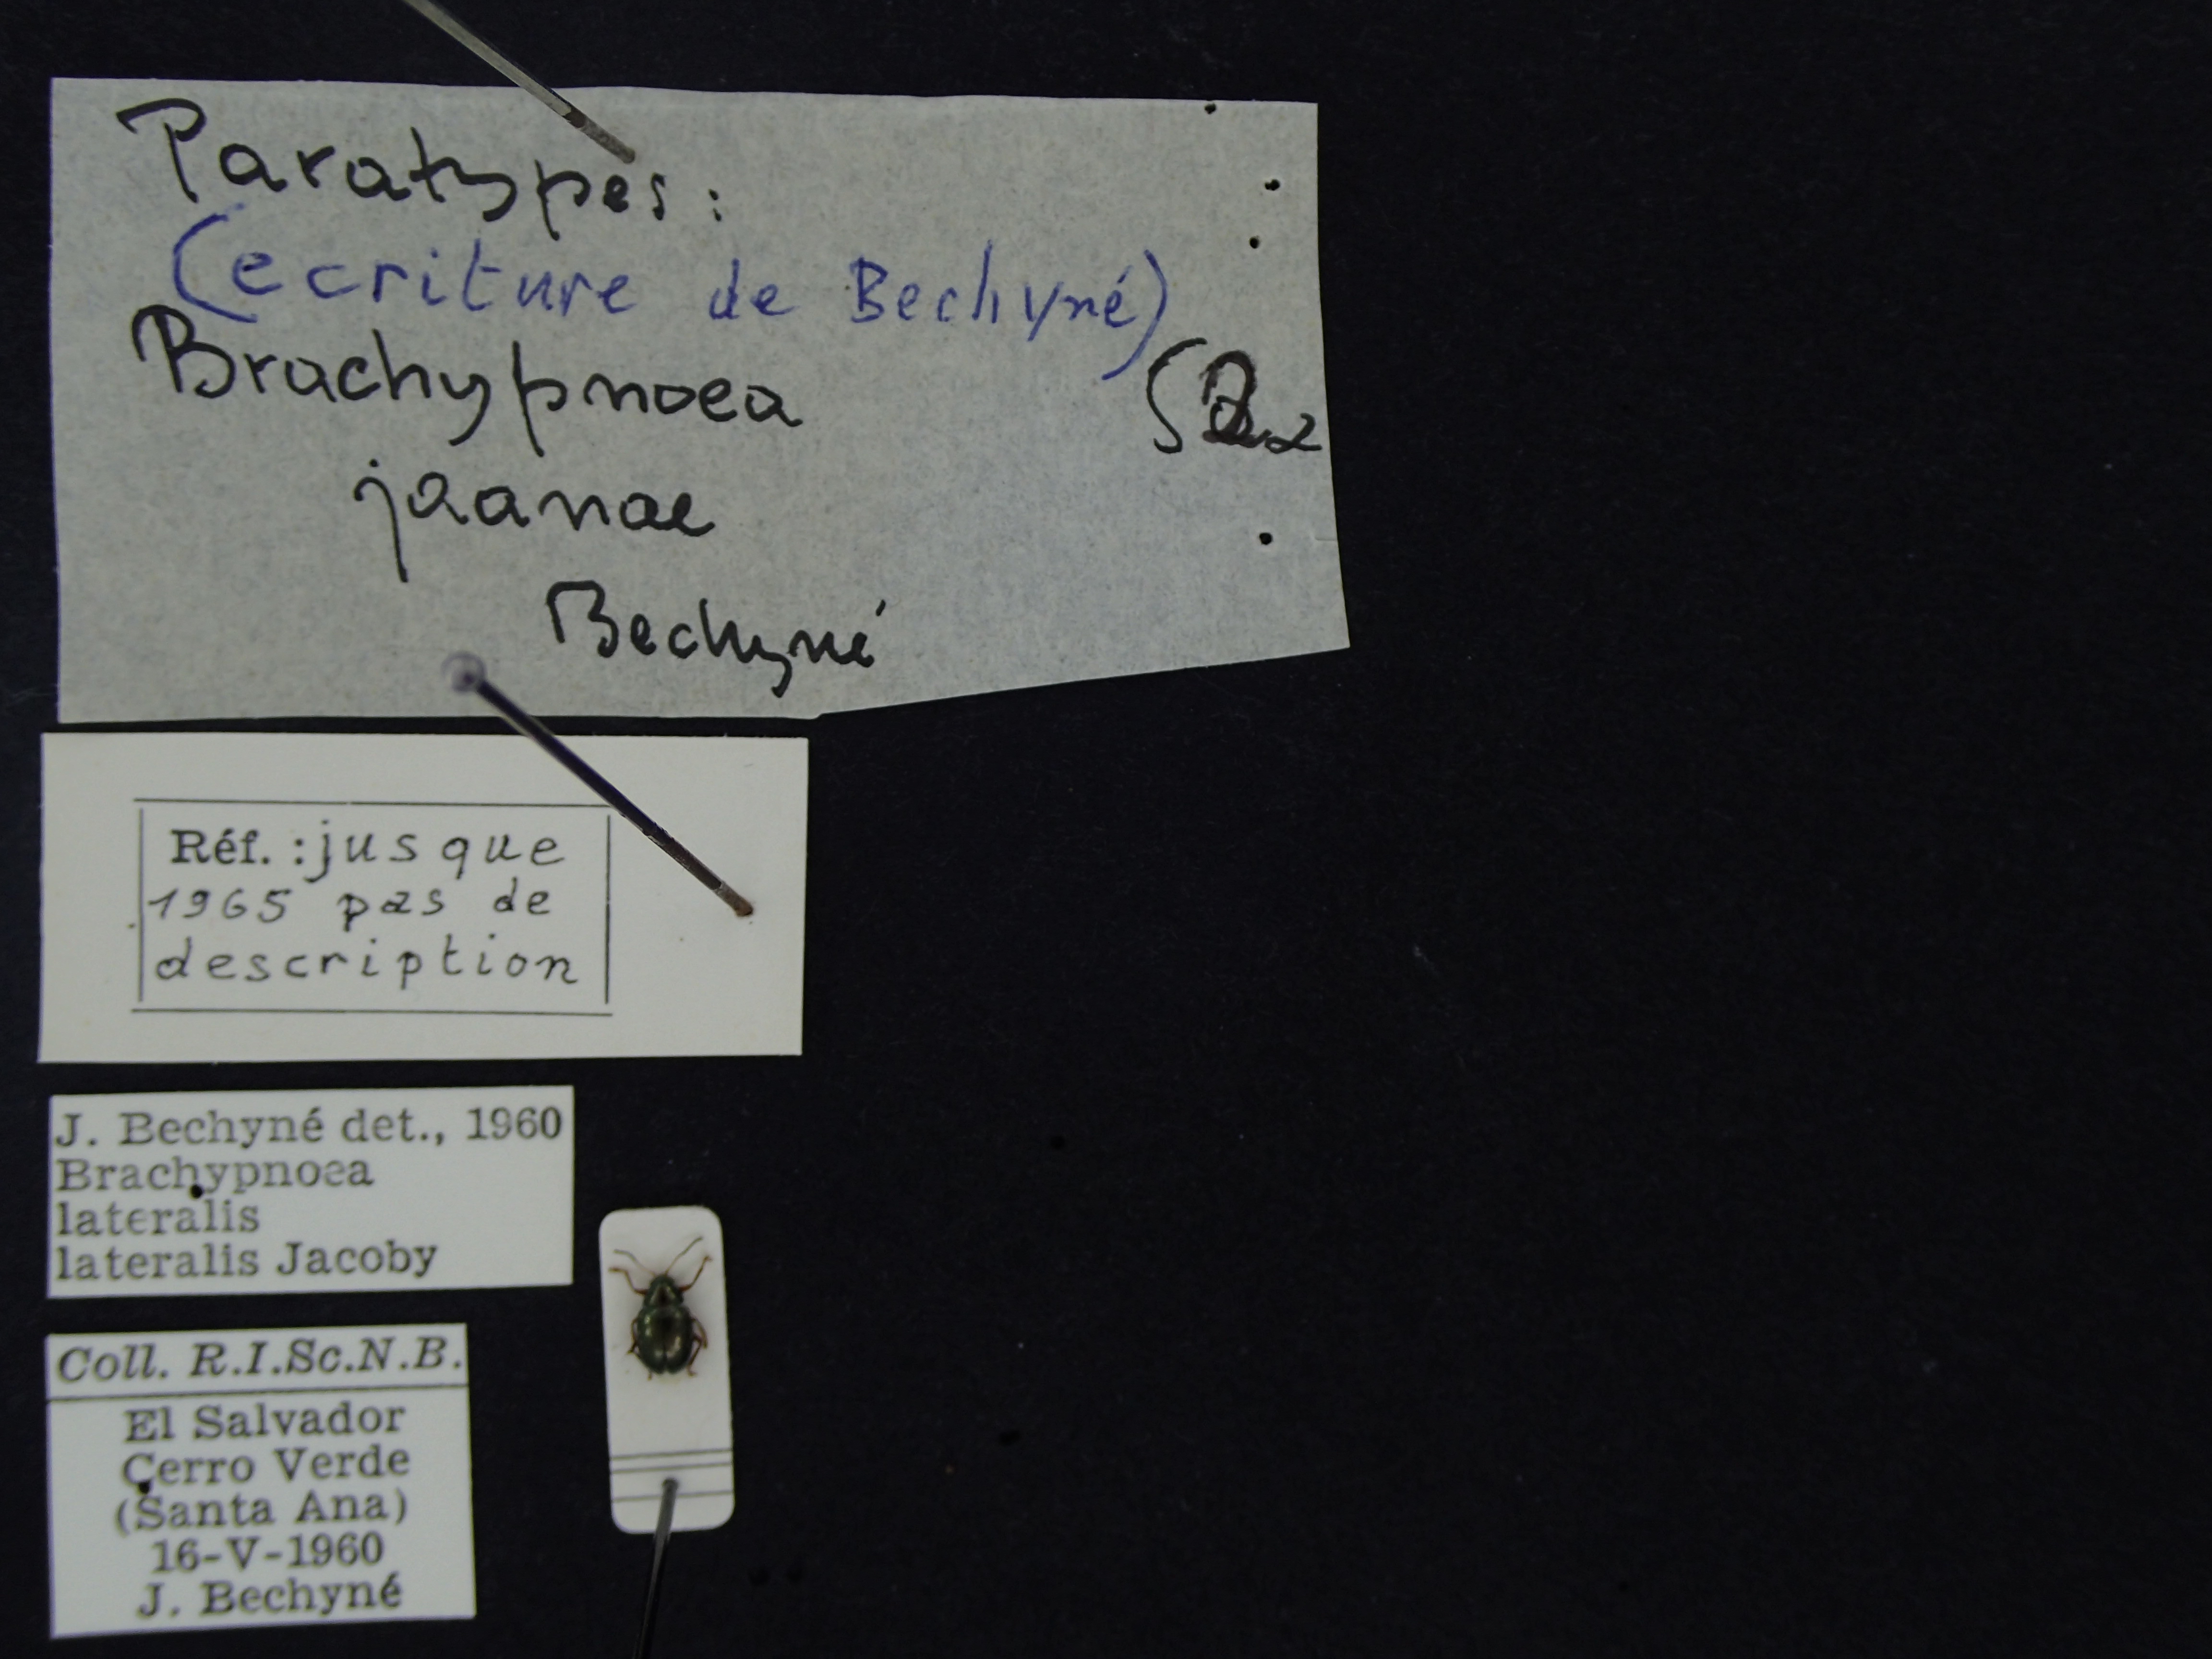 Paratypes:
(ecriture de Bechyné)
Brachypnoea
jaanae
Bechyné
Réf.: jusque
1965 pas de
description
J. Bechyné det., 1960
Brachypnoea
lateralis
lateralis Jacoby
Coll. R.I.Sc.N.B.
El Salvador
Cerro Verde
(Santa Ana)
16-V-1960
J. Bechyné